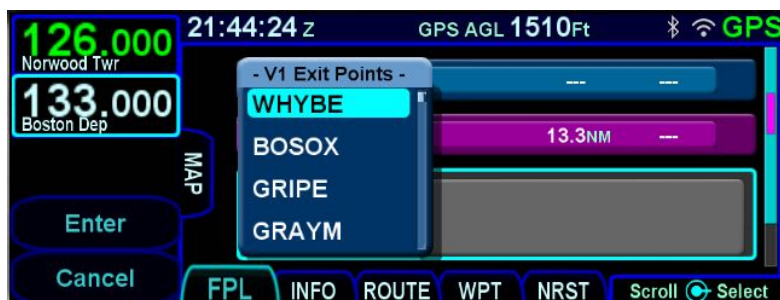 126.000
Norwood Twr
133.000
Boston Dep
21:44:24 Z GPS AGL 1510Ft GPS
- V1 Exit Points -
WHYBE
BOSOX
GRIPE
GRAYM
--- ---
13.3NM ---
MAP
Enter
Cancel
FPL INFO ROUTE WPT NRST Scroll Select